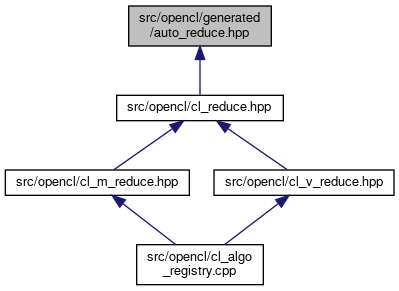 src/opencl/generated
/auto_reduce.hpp
src/opencl/cl_reduce.hpp
src/opencl/cl_m_reduce.hpp
src/opencl/cl_v_reduce.hpp
src/opencl/cl_algo
_registry.cpp